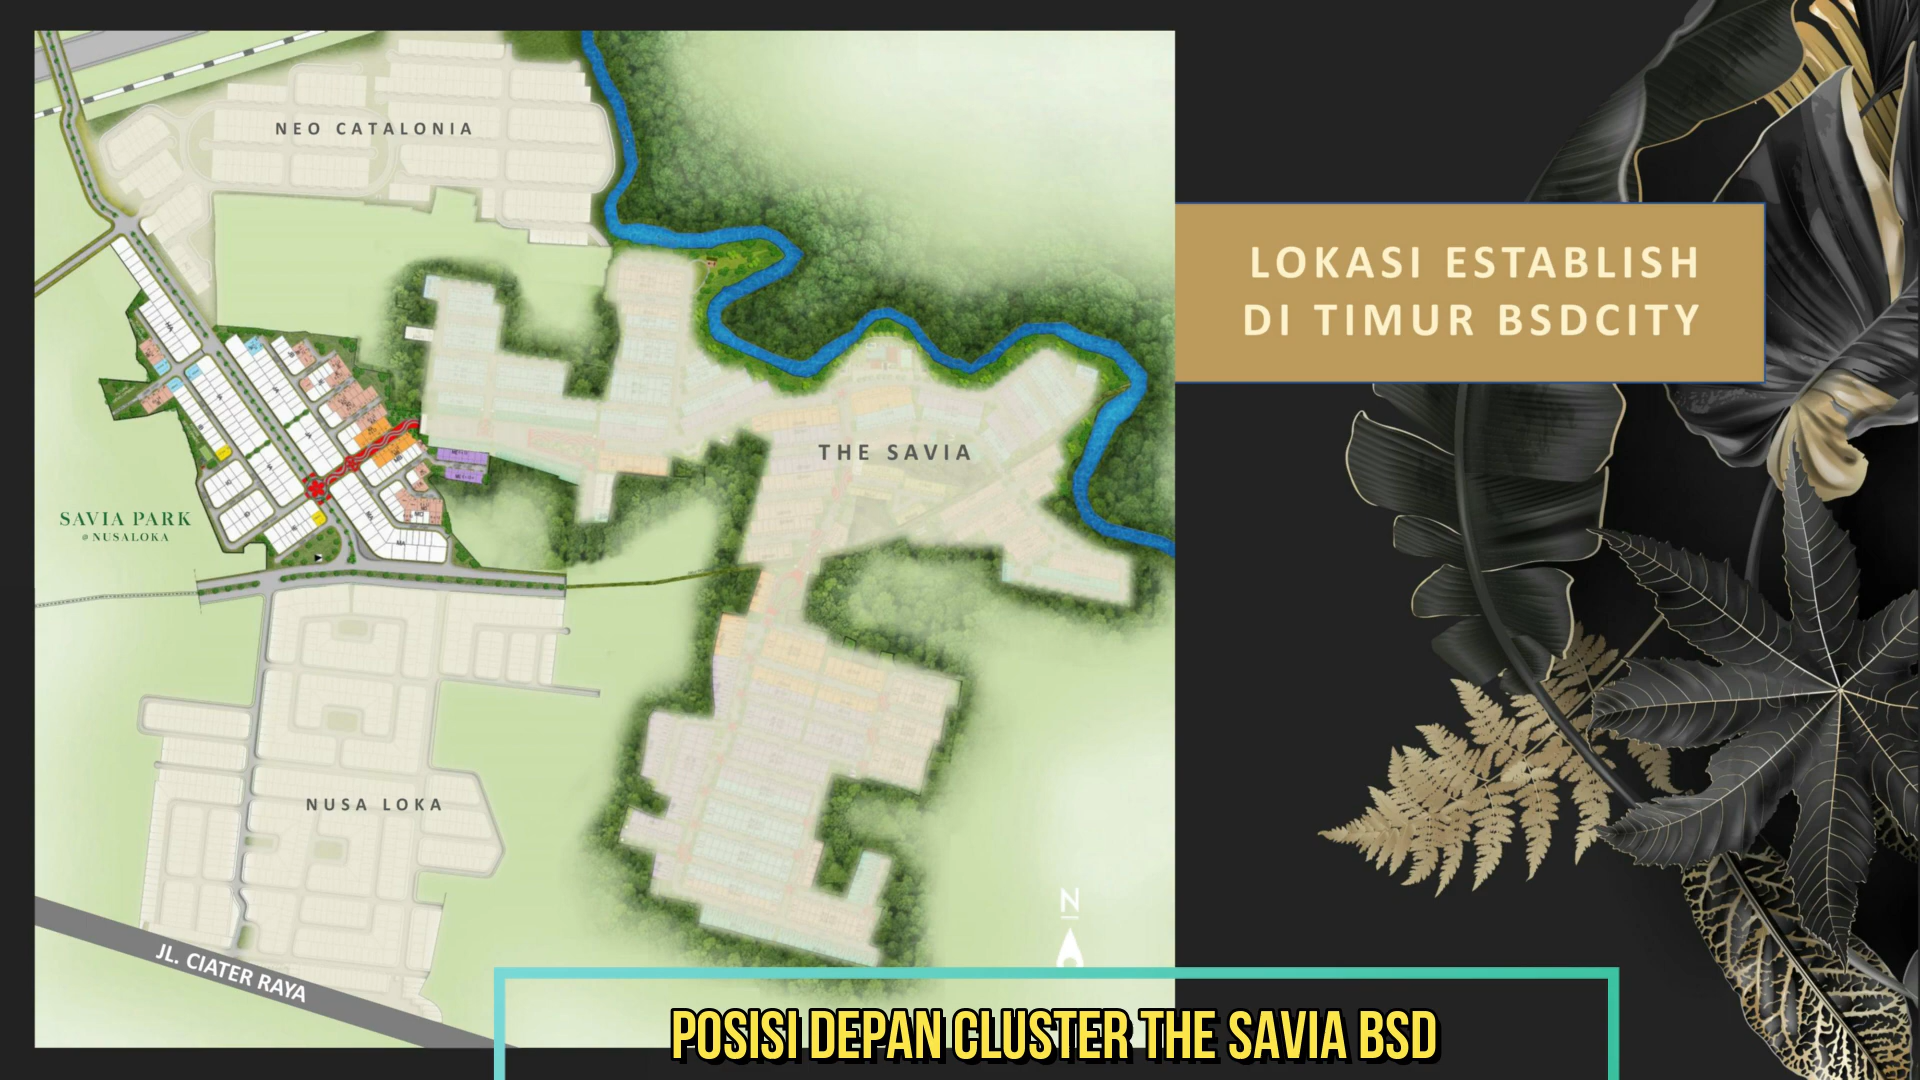 NEO CATALONIA
LOKASI ESTABLISH
DI TIMUR BSDCITY
THE SAVIA
SAVIA PARK
@ NUSALOKA
NUSA LOKA
N
JL. CIATER RAYA
POSISI DEPAN CLUSTER THE SAVIA BSD